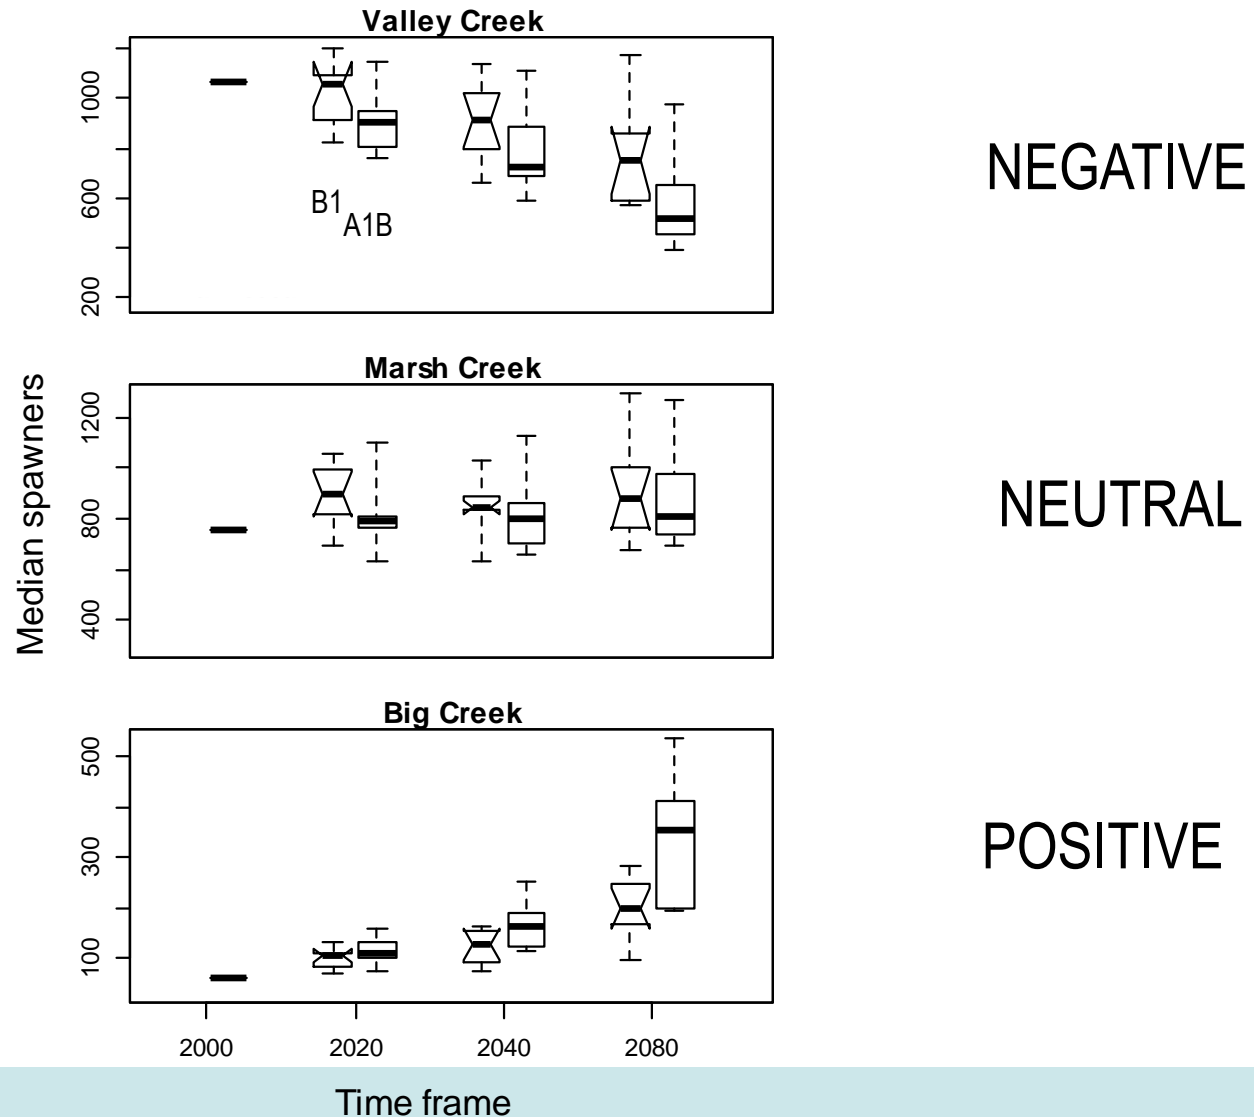 Valley Creek
1000
600
200
B1
A1B
NEGATIVE
Median spawners
Marsh Creek
1200
800
400
NEUTRAL
Big Creek
500
300
100
POSITIVE
2000 2020 2040 2080
Time frame